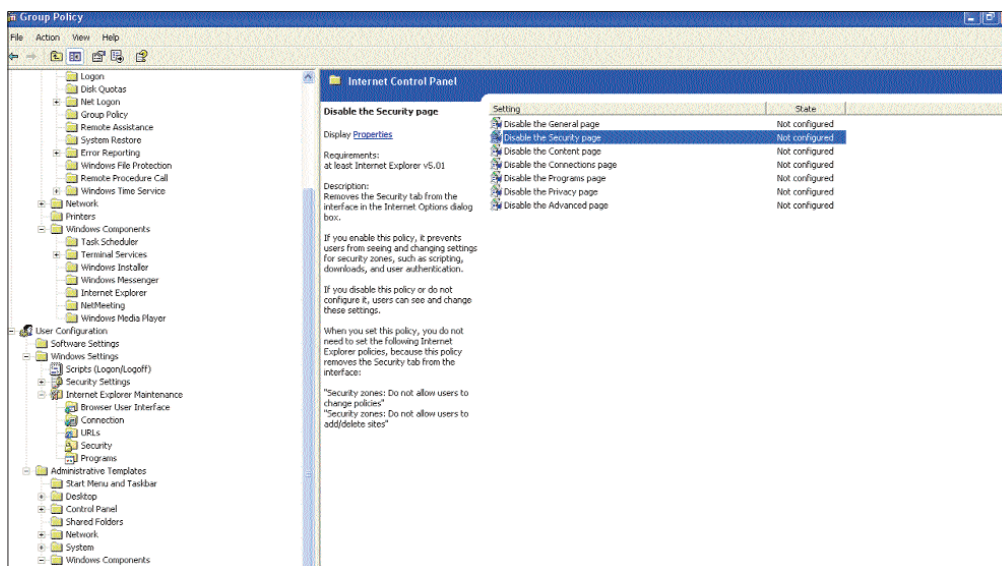 Group Policy
File Action View Help
Logon
Disk Quotas
Net Logon
Group Policy
Remote Assistance
System Restore
Error Reporting
Windows File Protection
Remote Procedure Call
Windows Time Service
Network
Printers
Windows Components
Task Scheduler
Terminal Services
Windows Installer
Windows Messenger
Internet Explorer
NetMeeting
Windows Media Player
User Configuration
Software Settings
Windows Settings
Scripts (Logon/Logoff)
Security Settings
Internet Explorer Maintenance
Browser User Interface
Connection
URLs
Security
Programs
Administrative Templates
Start Menu and Taskbar
Desktop
Control Panel
Shared Folders
Network
System
Windows Components
Internet Control Panel
Disable the Security page
Display Properties
Requirements:
at least Internet Explorer v5.01
Description:
Removes the Security tab from the
interface in the Internet Options dialog
box.
If you enable this policy, it prevents
users from seeing and changing settings
for security zones, such as scripting,
downloads, and user authentication.
If you disable this policy or do not
configure it, users can see and change
these settings.
When you set this policy, you do not
need to set the following Internet
Explorer policies, because this policy
removes the Security tab from the
interface:
"Security zones: Do not allow users to
change policies"
"Security zones: Do not allow users to
add/delete sites"
Setting State
Disable the General page Not configured
Disable the Security page Not configured
Disable the Content page Not configured
Disable the Connections page Not configured
Disable the Programs page Not configured
Disable the Privacy page Not configured
Disable the Advanced page Not configured